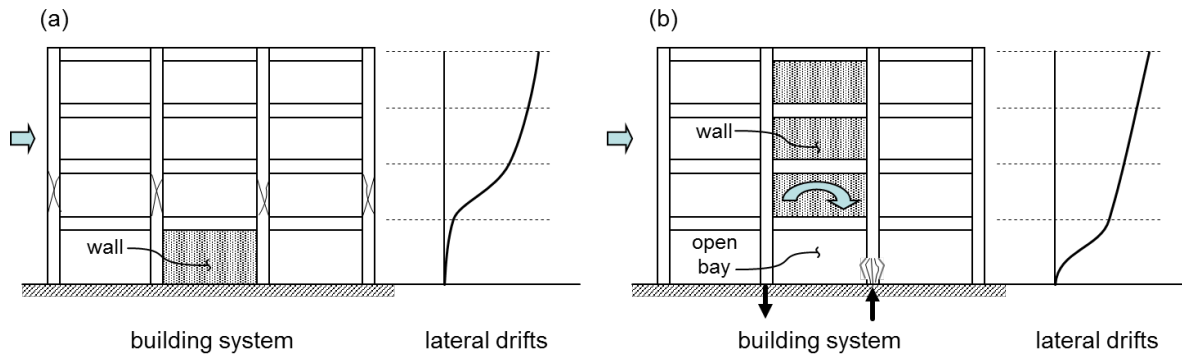 (a)
wall
building system
lateral drifts
(b)
wall
open
bay
building system
lateral drifts